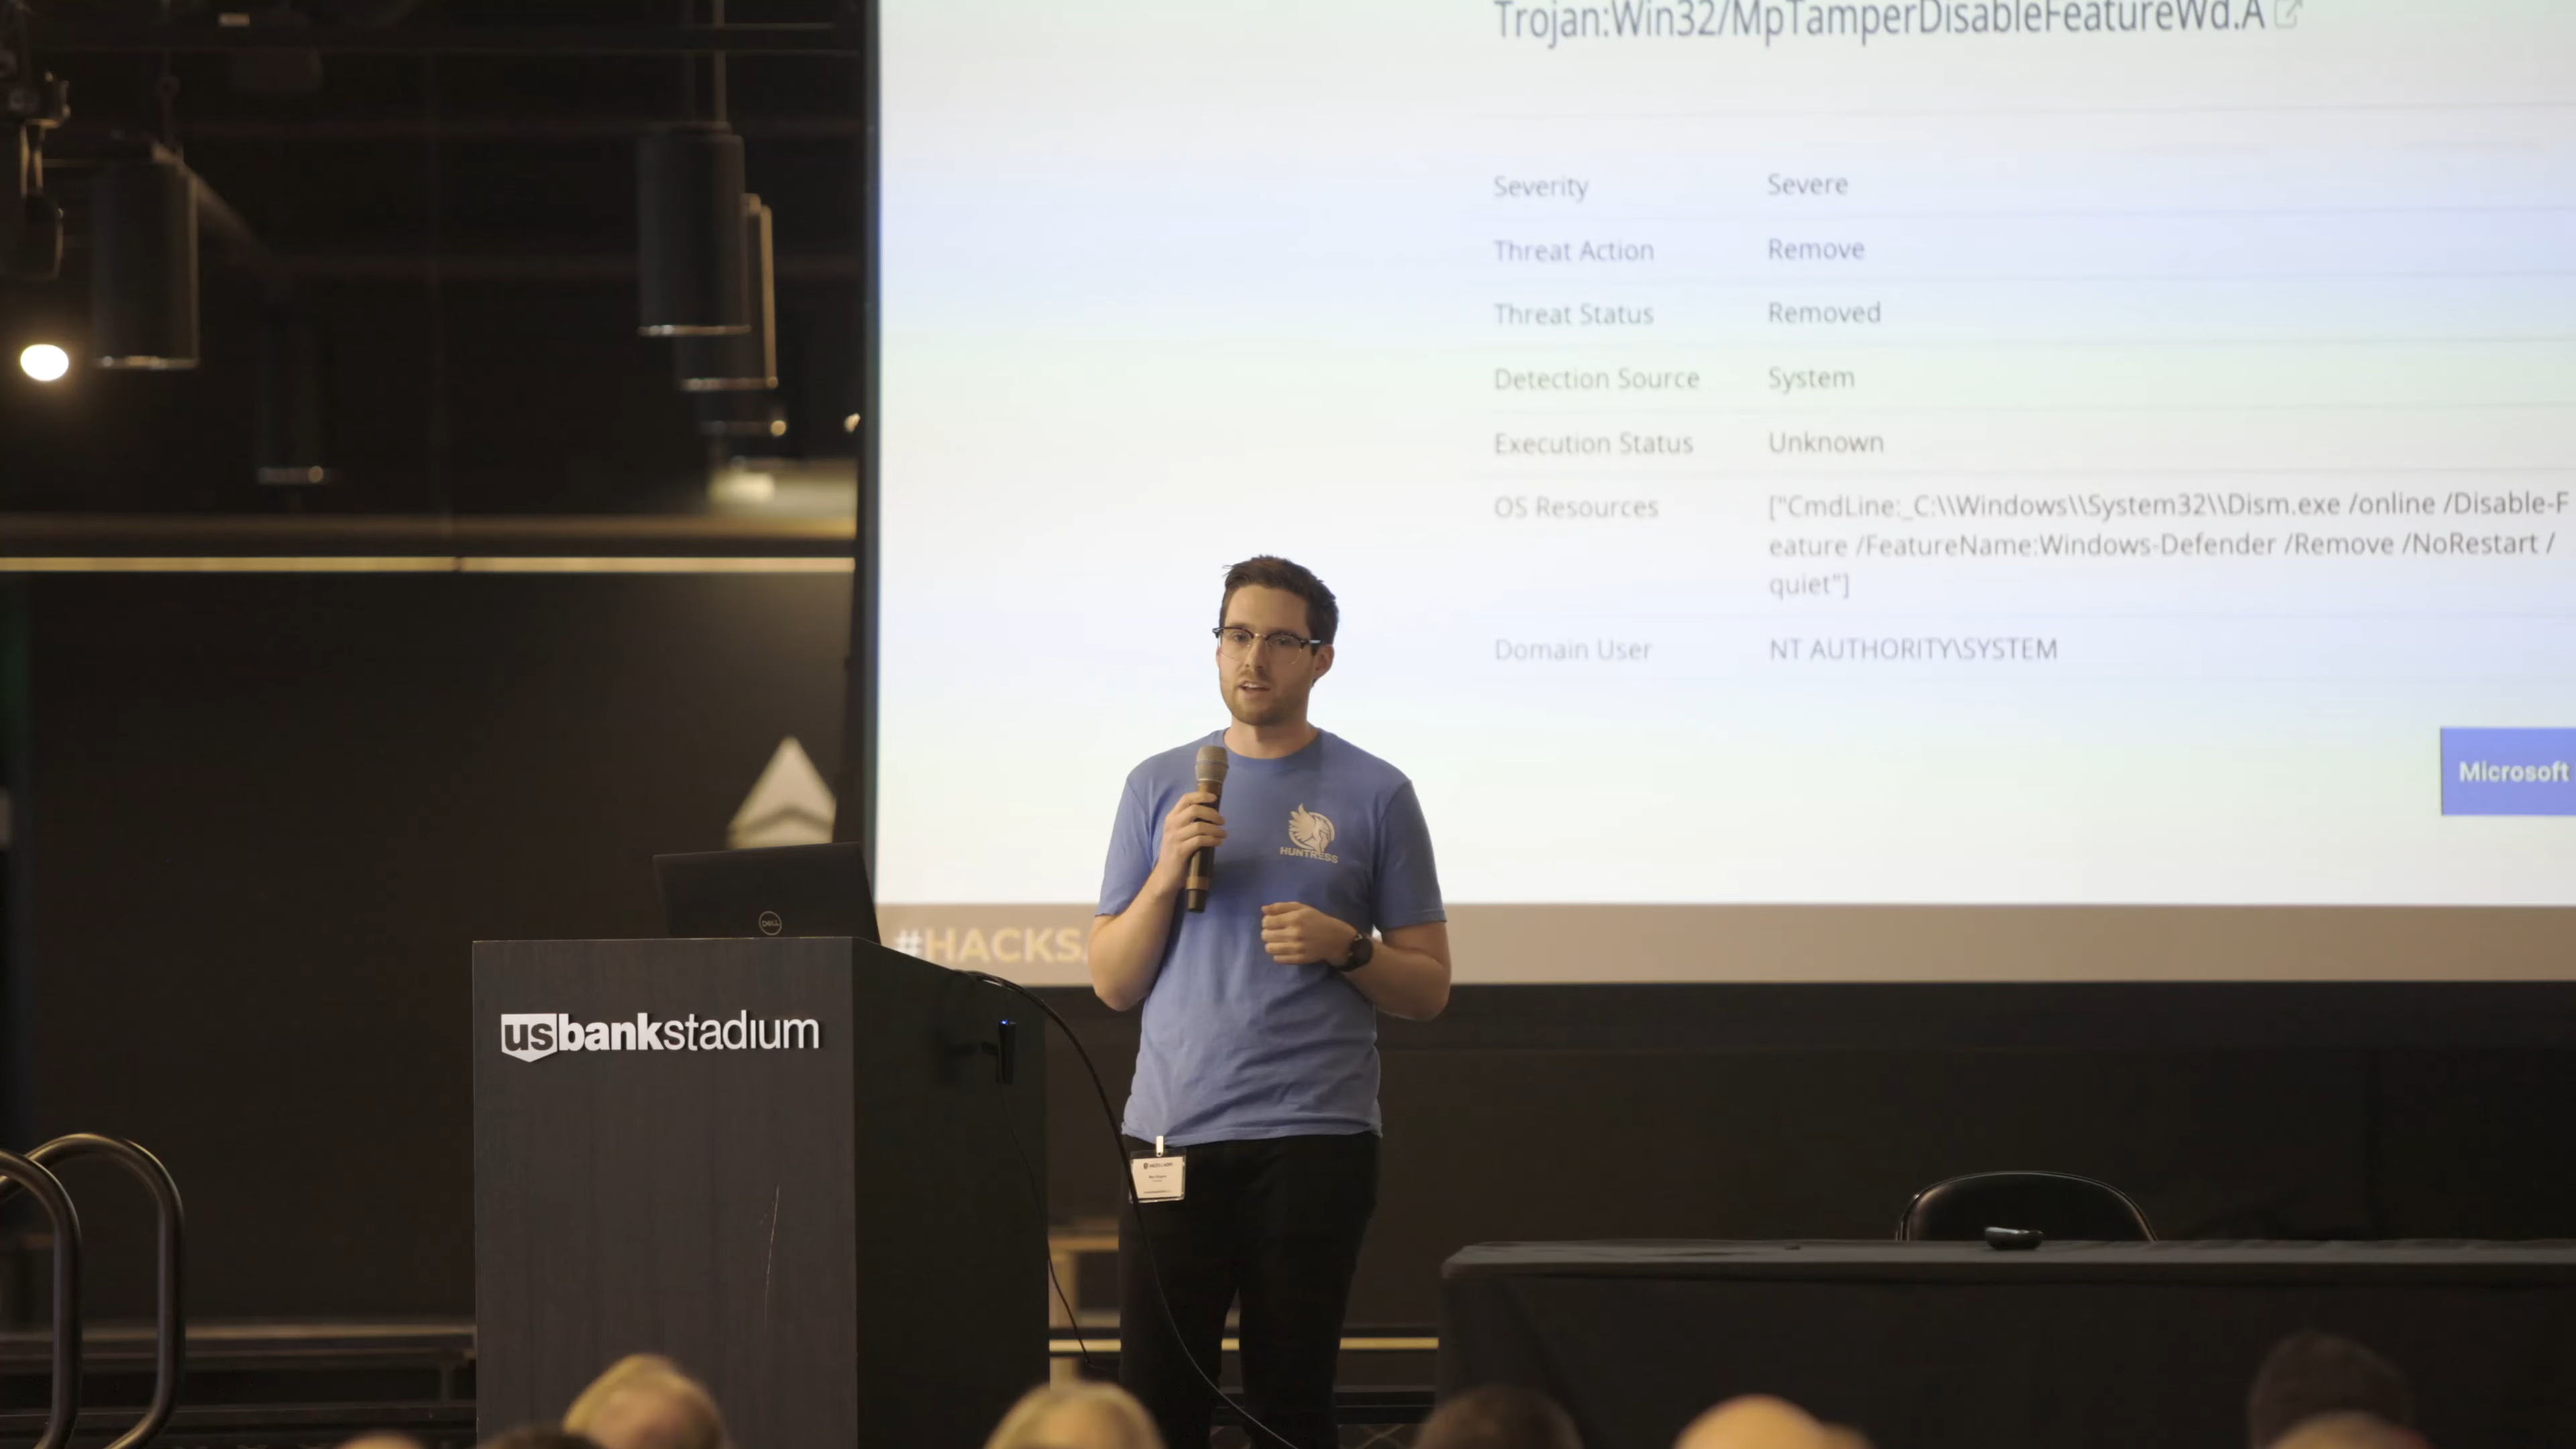 Trojan:Win32/MpTamperDisableFeatureWd.A
Severity Severe
Threat Action Remove
Threat Status Removed
Detection Source System
Execution Status Unknown
OS Resources ["CmdLine:_C:\\Windows\\System32\\Dism.exe /online /Disable-F
eature /FeatureName:Windows-Defender /Remove /NoRestart /
quiet"]
Domain User NT AUTHORITY\SYSTEM
Microsoft
HUNTRESS
DELL
#HACKS
usbankstadium